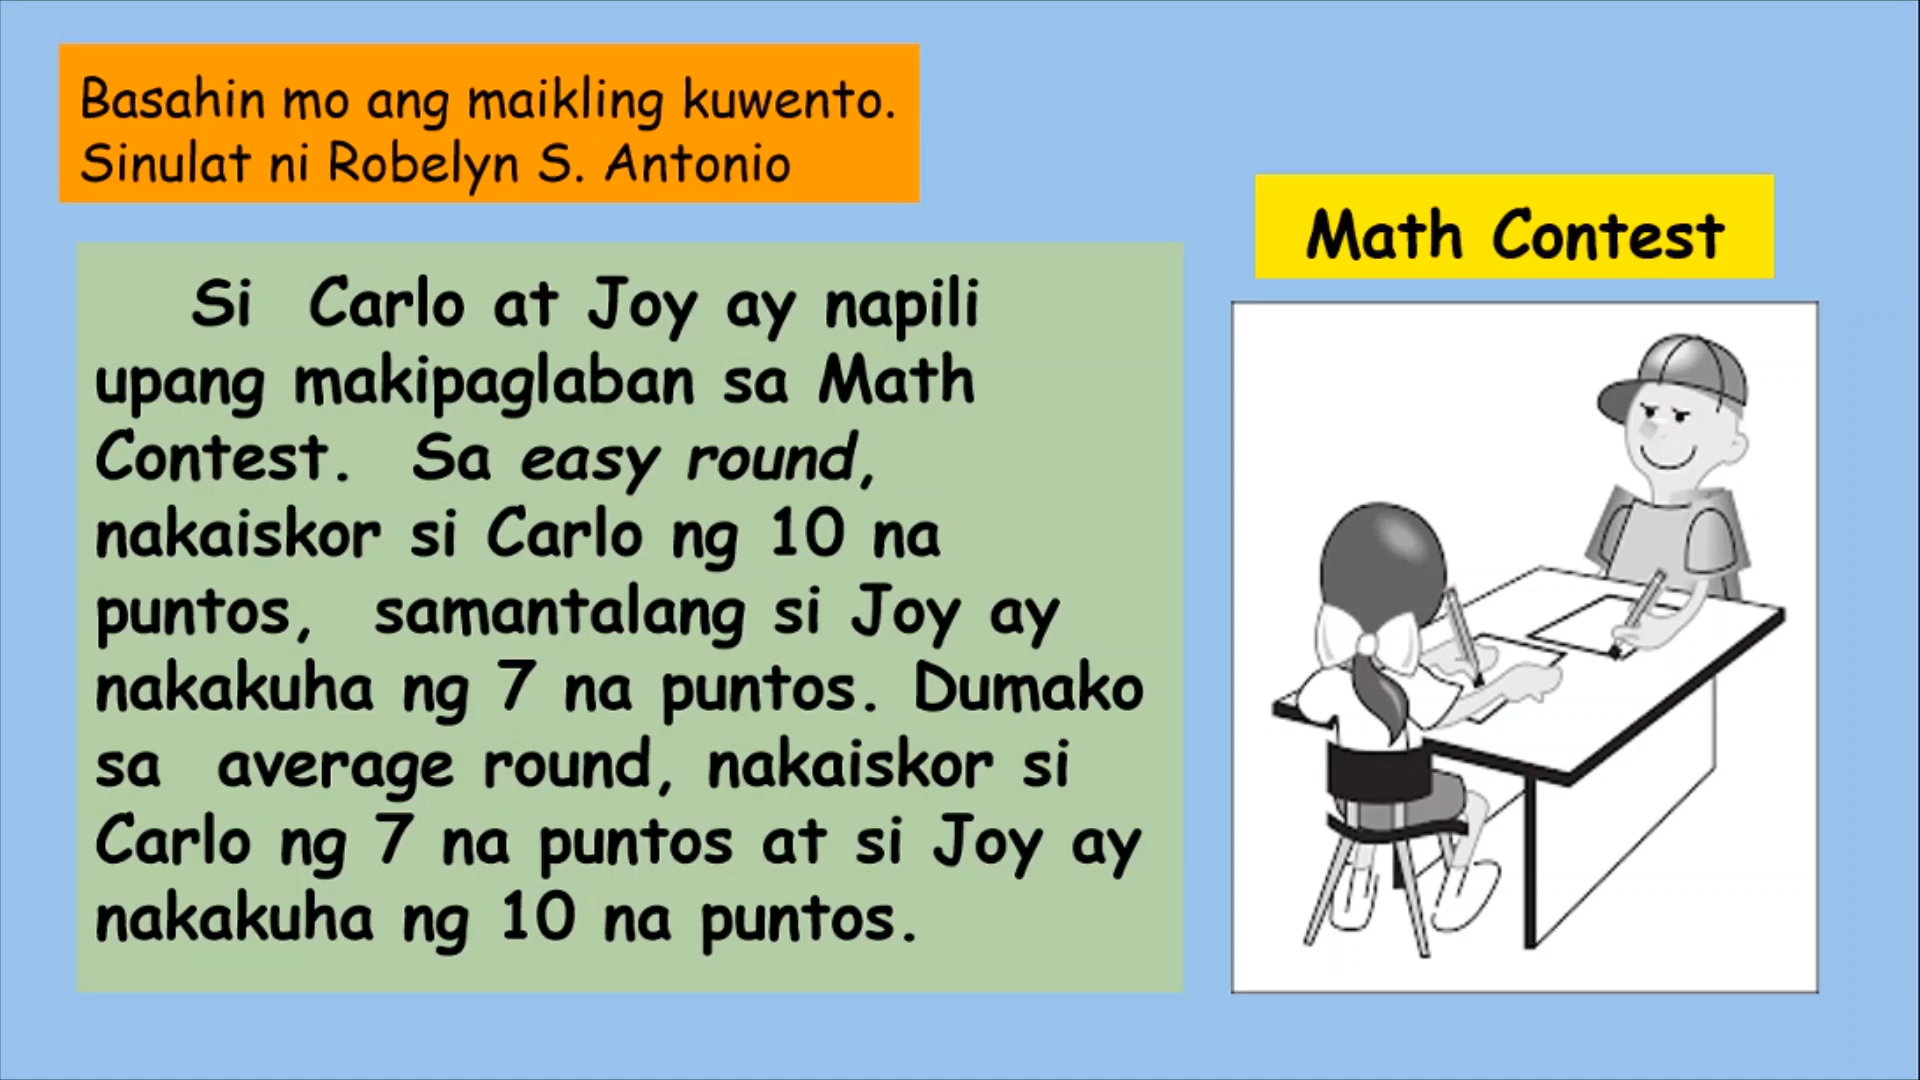 Basahin mo ang maikling kuwento.
Sinulat ni Robelyn S. Antonio
Math Contest
Si Carlo at Joy ay napili
upang makipaglaban sa Math
Contest. Sa easy round,
nakaiskor si Carlo ng 10 na
puntos, samantalang si Joy ay
nakakuha ng 7 na puntos. Dumako
sa average round, nakaiskor si
Carlo ng 7 na puntos at si Joy ay
nakakuha ng 10 na puntos.